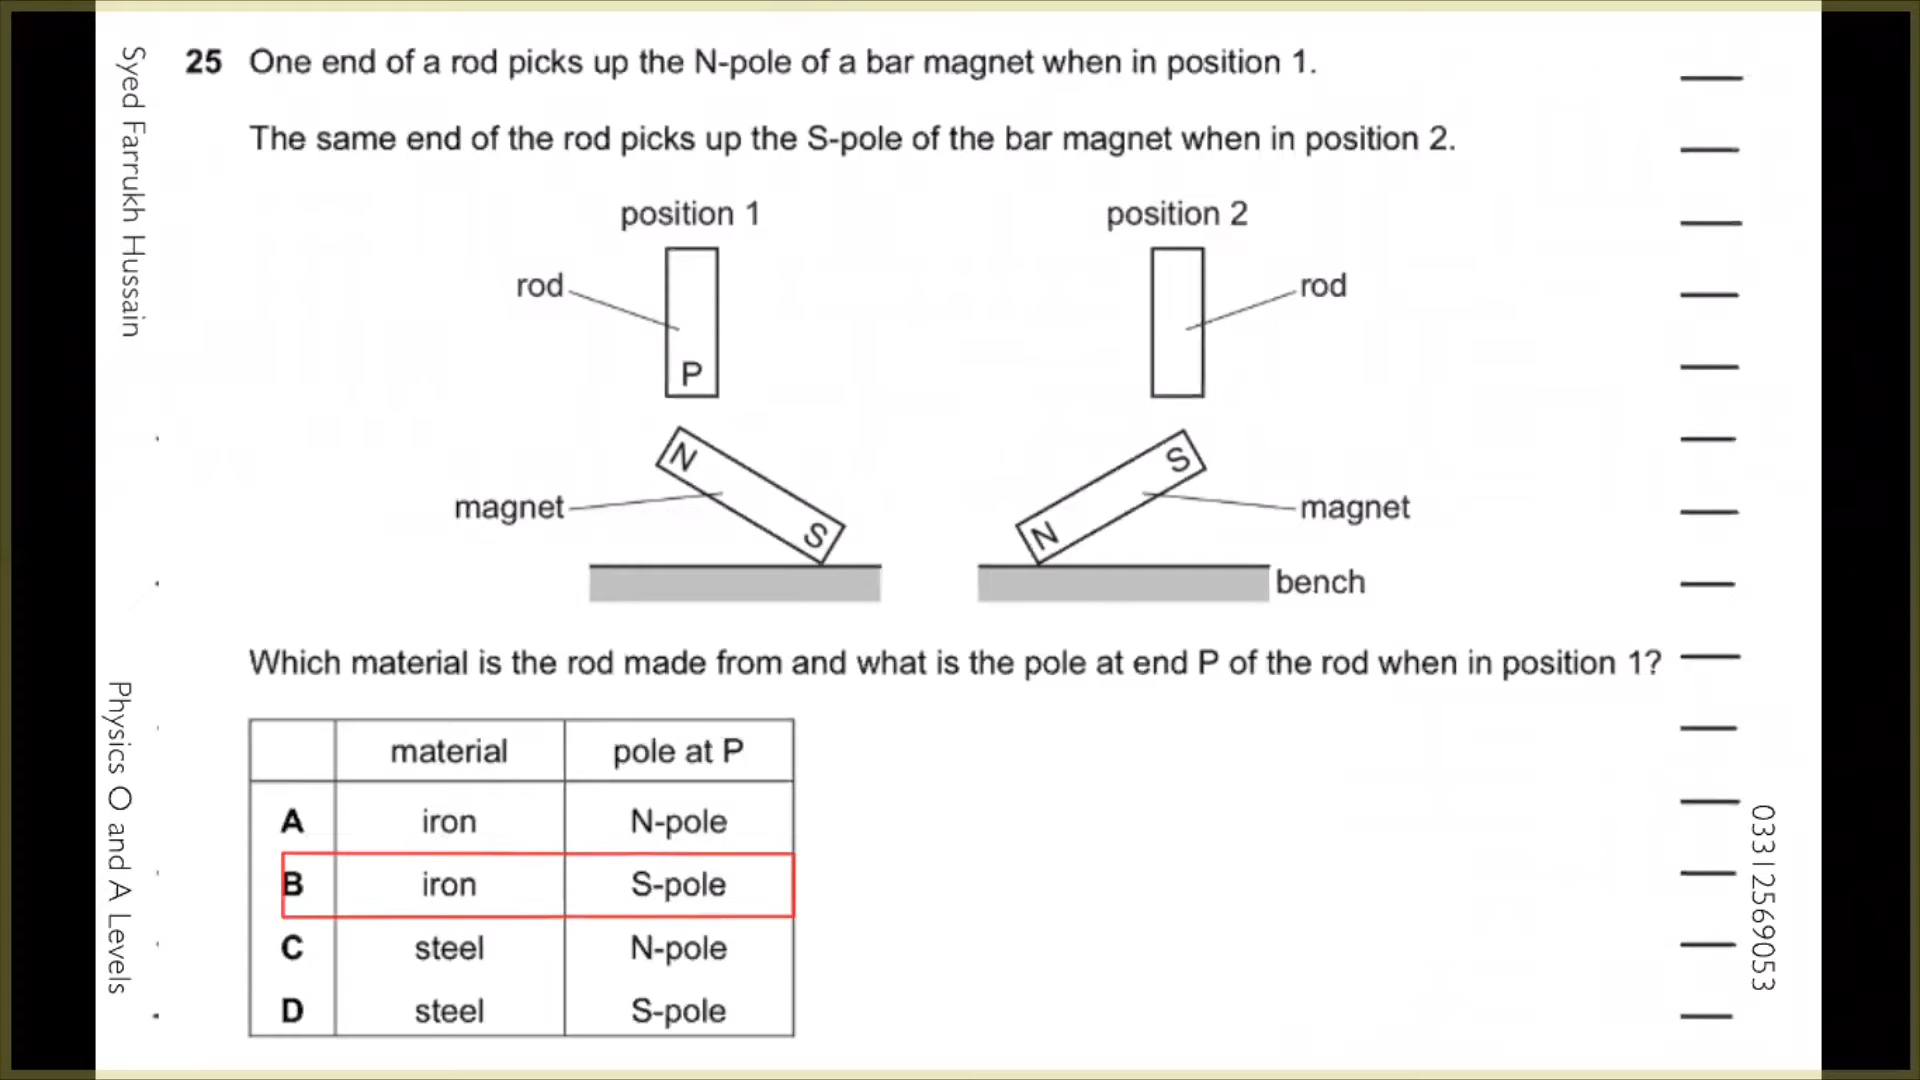 25 One end of a rod picks up the N-pole of a bar magnet when in position 1.
The same end of the rod picks up the S-pole of the bar magnet when in position 2.
position 1
position 2
rod
rod
P
N
S
magnet
magnet
S
N
bench
Which material is the rod made from and what is the pole at end P of the rod when in position 1?
material pole at P
A iron N-pole
B iron S-pole
C steel N-pole
D steel S-pole
Syed Farrukh Hussain
Physics O and A Levels
03312569053